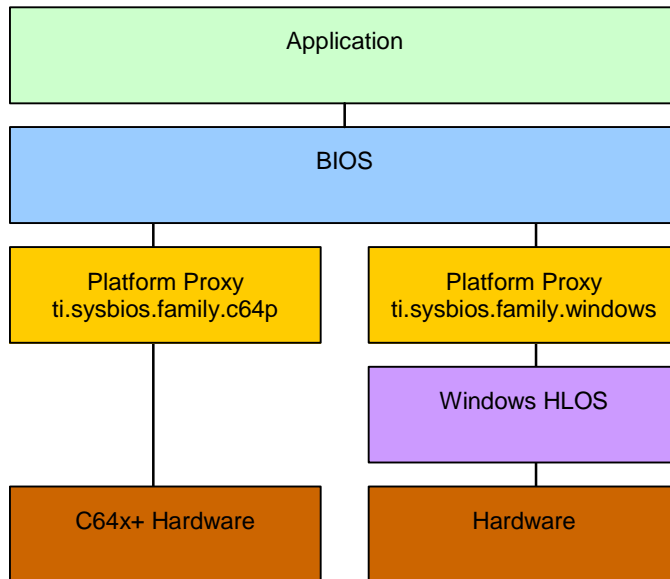 Application
BIOS
Platform Proxy
ti.sysbios.family.c64p
Platform Proxy
ti.sysbios.family.windows
Windows HLOS
C64x+ Hardware
Hardware